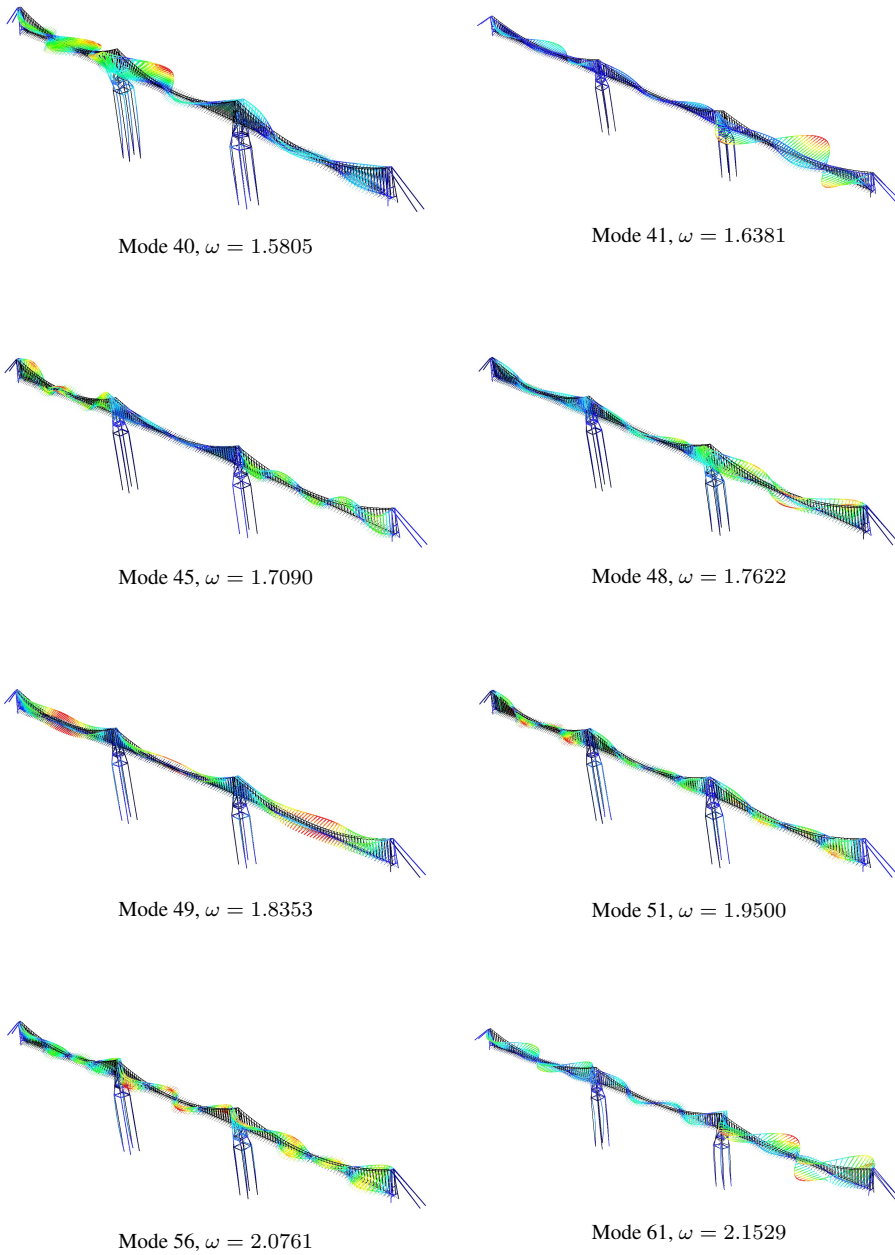 Mode 40, ω = 1.5805
Mode 41, ω = 1.6381
Mode 45, ω = 1.7090
Mode 48, ω = 1.7622
Mode 49, ω = 1.8353
Mode 51, ω = 1.9500
Mode 56, ω = 2.0761
Mode 61, ω = 2.1529